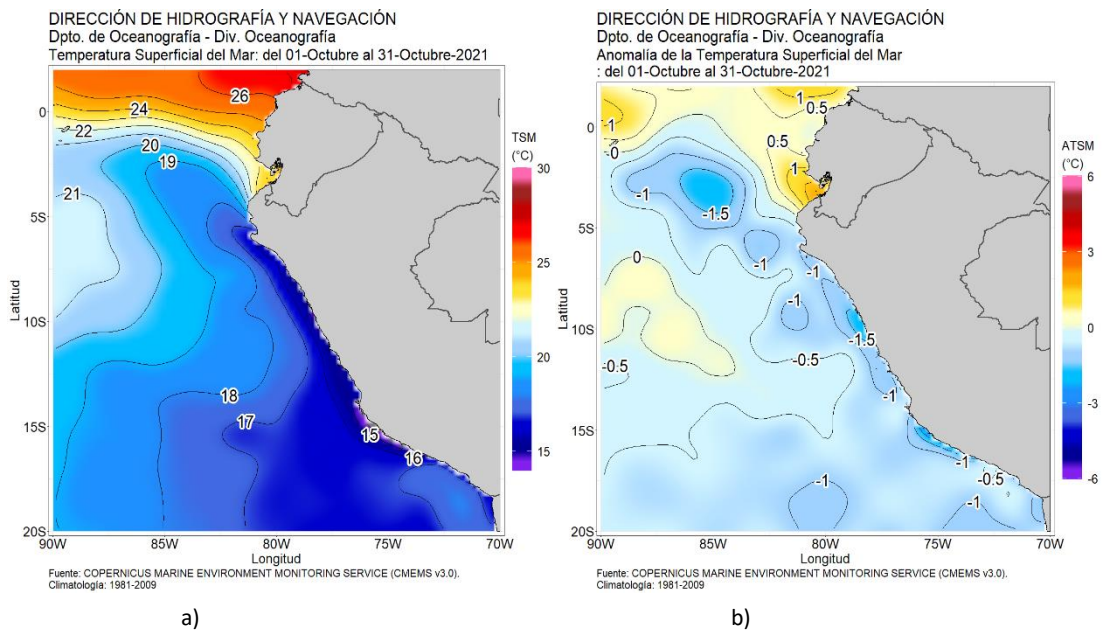 DIRECCIÓN DE HIDROGRAFÍA Y NAVEGACIÓN
Dpto. de Oceanografía - Div. Oceanografía
Temperatura Superficial del Mar: del 01-Octubre al 31-Octubre-2021
26
24
22
20
19
21
18
17
15
16
0
5S
10S
15S
20S
Latitud
90W
85W
80W
75W
70W
Longitud
TSM
(°C)
30
25
20
15
Fuente: COPERNICUS MARINE ENVIRONMENT MONITORING SERVICE (CMEMS v3.0).
Climatología: 1981-2009
a)
DIRECCIÓN DE HIDROGRAFÍA Y NAVEGACIÓN
Dpto. de Oceanografía - Div. Oceanografía
Anomalía de la Temperatura Superficial del Mar
: del 01-Octubre al 31-Octubre-2021
1
0.5
1
-0
0.5
1
-1
-1.5
0
-1
-1
-1
-1.5
-0.5
-0.5
-1
-1
-0.5
-1
-1
0
5S
10S
15S
20S
Latitud
90W
85W
80W
75W
70W
Longitud
ATSM
(°C)
6
3
0
-3
-6
Fuente: COPERNICUS MARINE ENVIRONMENT MONITORING SERVICE (CMEMS v3.0).
Climatología: 1981-2009
b)